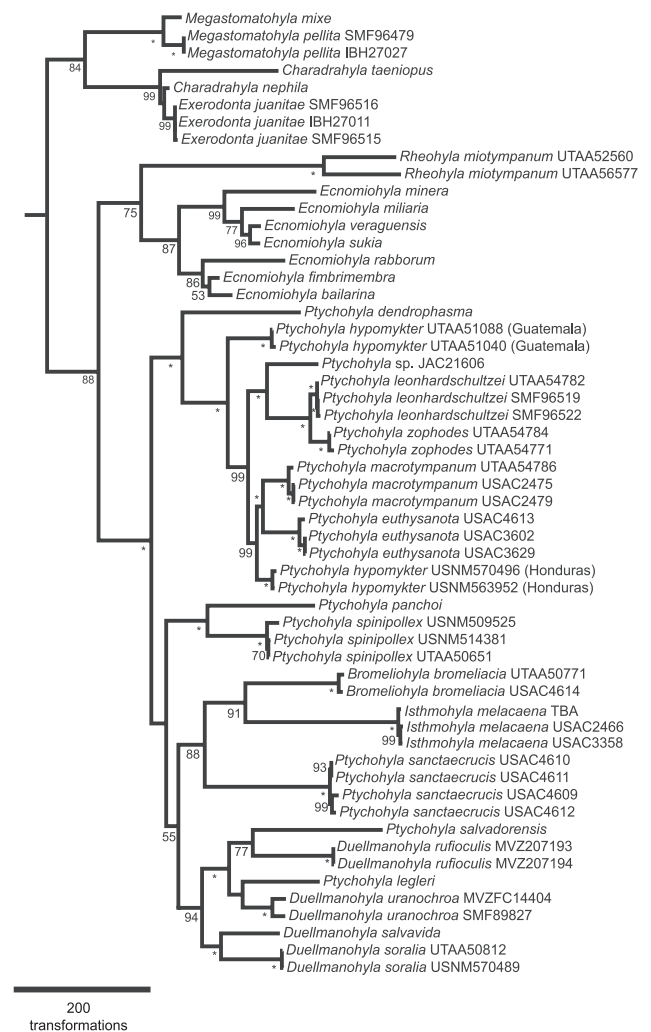 Megastomatohyla mixe
Megastomatohyla pellita SMF96479
*
*
Megastomatohyla pellita IBH27027
84
Charadrahyla taeniopus
Charadrahyla nephila
99
Exerodonta juanitae SMF96516
Exerodonta juanitae IBH27011
99
Exerodonta juanitae SMF96515
Rheohyla miotympanum UTAA52560
*
Rheohyla miotympanum UTAA56577
Ecnomiohyla minera
75
99
Ecnomiohyla miliaria
77
Ecnomiohyla veraguensis
96
Ecnomiohyla sukia
87
Ecnomiohyla rabborum
86
Ecnomiohyla fimbrimembra
53
Ecnomiohyla bailarina
Ptychohyla dendrophasma
Ptychohyla hypomykter UTAA51088 (Guatemala)
*
Ptychohyla hypomykter UTAA51040 (Guatemala)
*
88
Ptychohyla sp. JAC21606
Ptychohyla leonhardschultzei UTAA54782
*
Ptychohyla leonhardschultzei SMF96519
*
*
Ptychohyla leonhardschultzei SMF96522
*
*
Ptychohyla zophodes UTAA54784
*
Ptychohyla zophodes UTAA54771
Ptychohyla macrotympanum UTAA54786
99
*
Ptychohyla macrotympanum USAC2475
*
*
Ptychohyla macrotympanum USAC2479
Ptychohyla euthysanota USAC4613
*
Ptychohyla euthysanota USAC3602
*
*
99
Ptychohyla euthysanota USAC3629
Ptychohyla hypomykter USNM570496 (Honduras)
*
Ptychohyla hypomykter USNM563952 (Honduras)
Ptychohyla panchoi
*
Ptychohyla spinipollex USNM509525
*
Ptychohyla spinipollex USNM514381
70
Ptychohyla spinipollex UTAA50651
Bromeliohyla bromeliacia UTAA50771
*
Bromeliohyla bromeliacia USAC4614
91
Isthmohyla melacaena TBA
*
Isthmohyla melacaena USAC2466
99
Isthmohyla melacaena USAC3358
88
Ptychohyla sanctaecrucis USAC4610
93
Ptychohyla sanctaecrucis USAC4611
*
Ptychohyla sanctaecrucis USAC4609
99
Ptychohyla sanctaecrucis USAC4612
55
Ptychohyla salvadorensis
77
Duellmanohyla rufioculis MVZ207193
Duellmanohyla rufioculis MVZ207194
*
Ptychohyla legleri
Duellmanohyla uranochroa MVZFC14404
*
Duellmanohyla uranochroa SMF89827
94
Duellmanohyla salvavida
*
Duellmanohyla soralia UTAA50812
*
Duellmanohyla soralia USNM570489
200
transformations